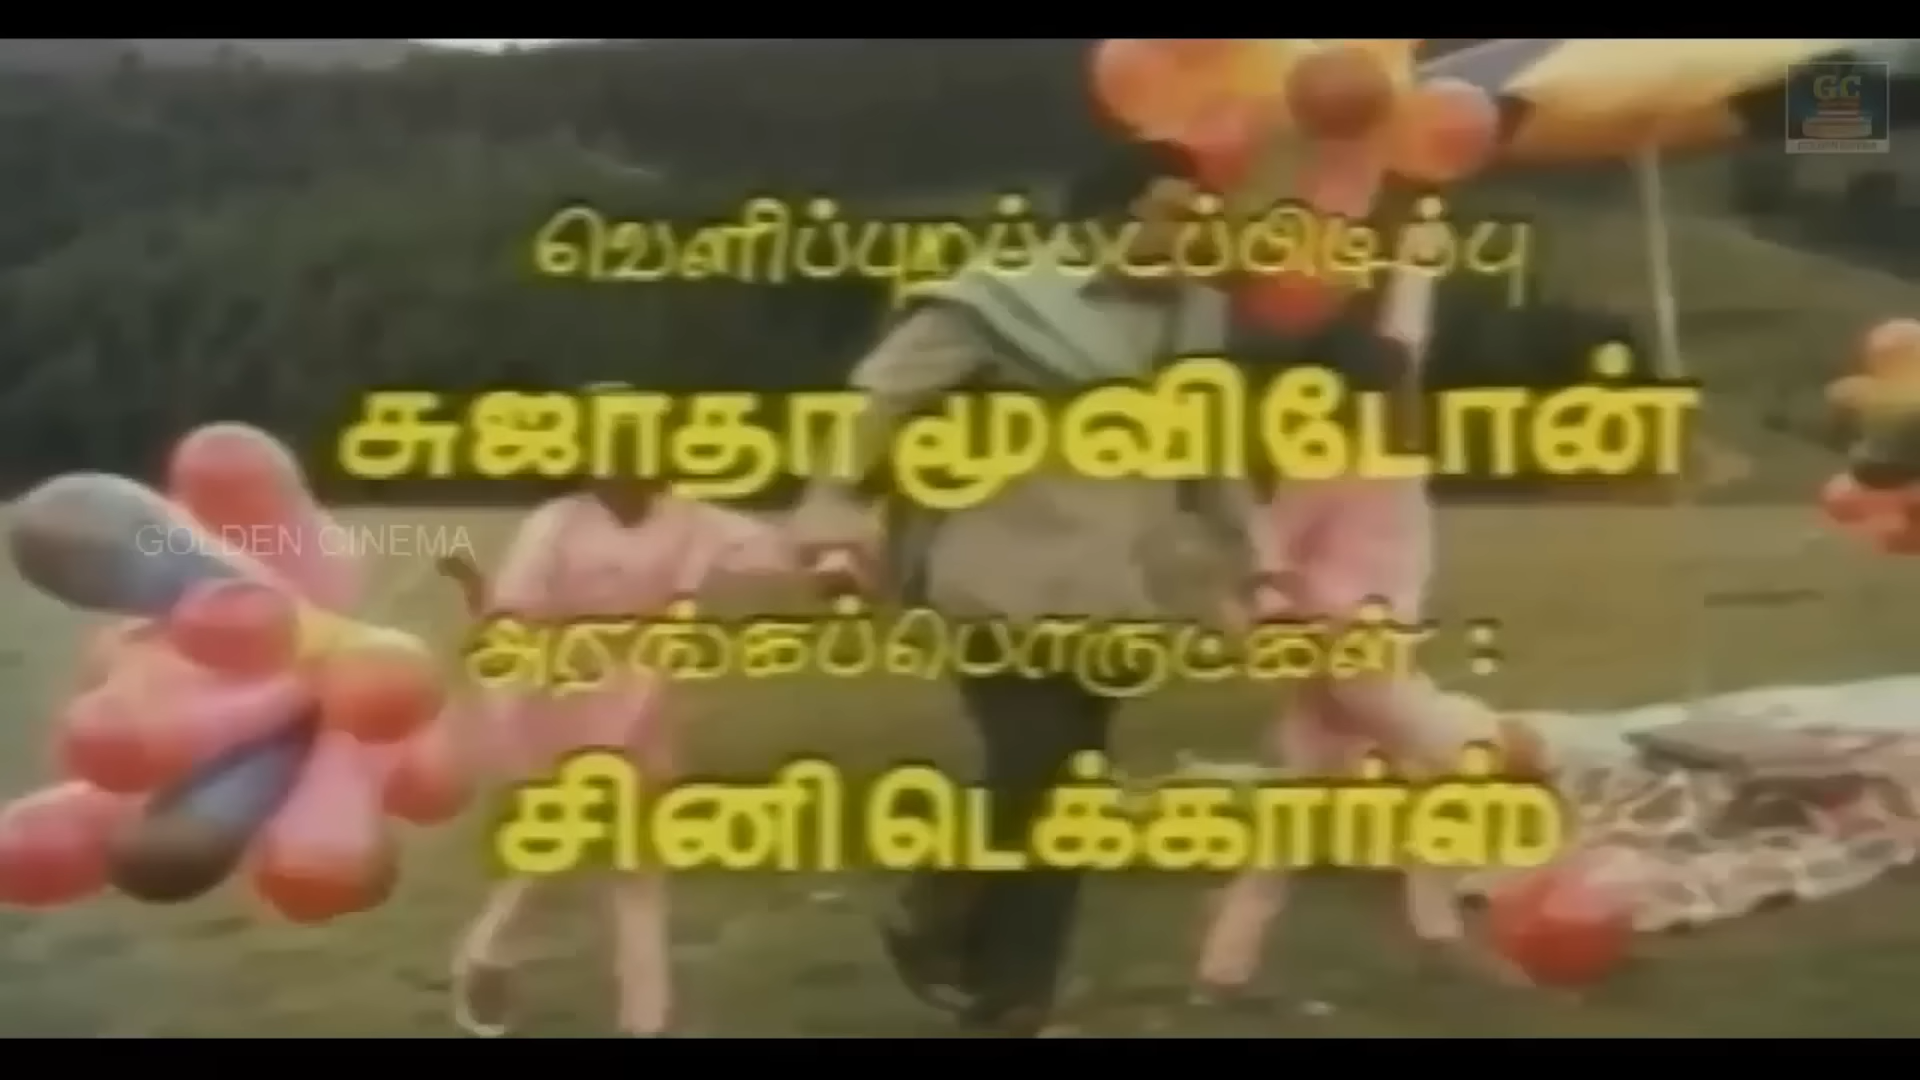 GC
வெளிப்புறப்படப்பிடிப்பு
சுஜாதா மூவிடோன்
GOLDEN CINEMA
அரங்கப்பொருட்கள் :
சினி டெக்கார்ஸ்